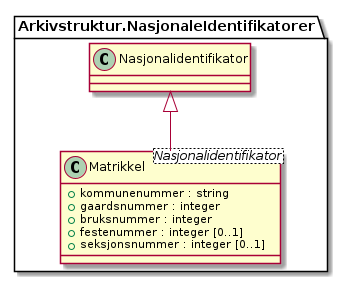 Arkivstruktur.NasjonaleIdentifikatorer
C Nasjonalidentifikator
Nasjonalidentifikator
C Matrikkel
kommunenummer : string
gaardsnummer : integer
bruksnummer : integer
festenummer : integer [0..1]
seksjonsnummer : integer [0..1]